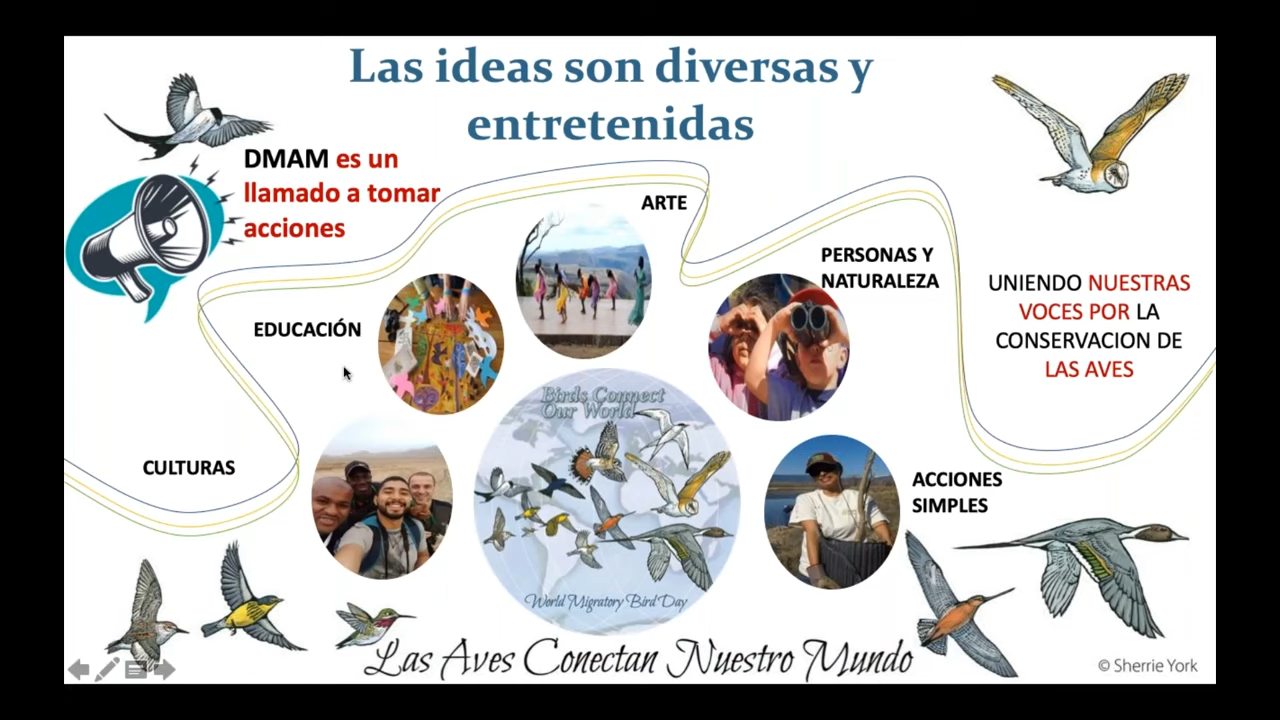 Las ideas son diversas y
entretenidas
DMAM es un
llamado a tomar
acciones
ARTE
PERSONAS Y
NATURALEZA
UNIENDO NUESTRAS
VOCES POR LA
CONSERVACION DE
LAS AVES
EDUCACIÓN
CULTURAS
Birds Connect
Our World
ACCIONES
SIMPLES
World Migratory Bird Day
Las Aves Conectan Nuestro Mundo
© Sherrie York